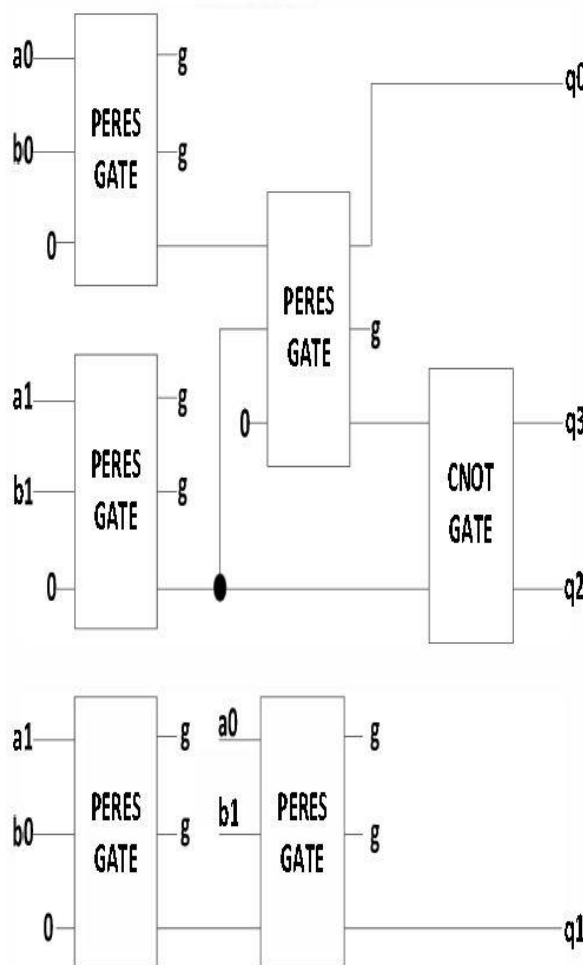 a0
g
q0
PERES
GATE
b0
g
0
PERES
GATE
g
a1
g
0
q3
PERES
GATE
CNOT
GATE
b1
g
0
q2
a1
g
a0
g
b0
PERES
GATE
g
b1
PERES
GATE
g
0
q1